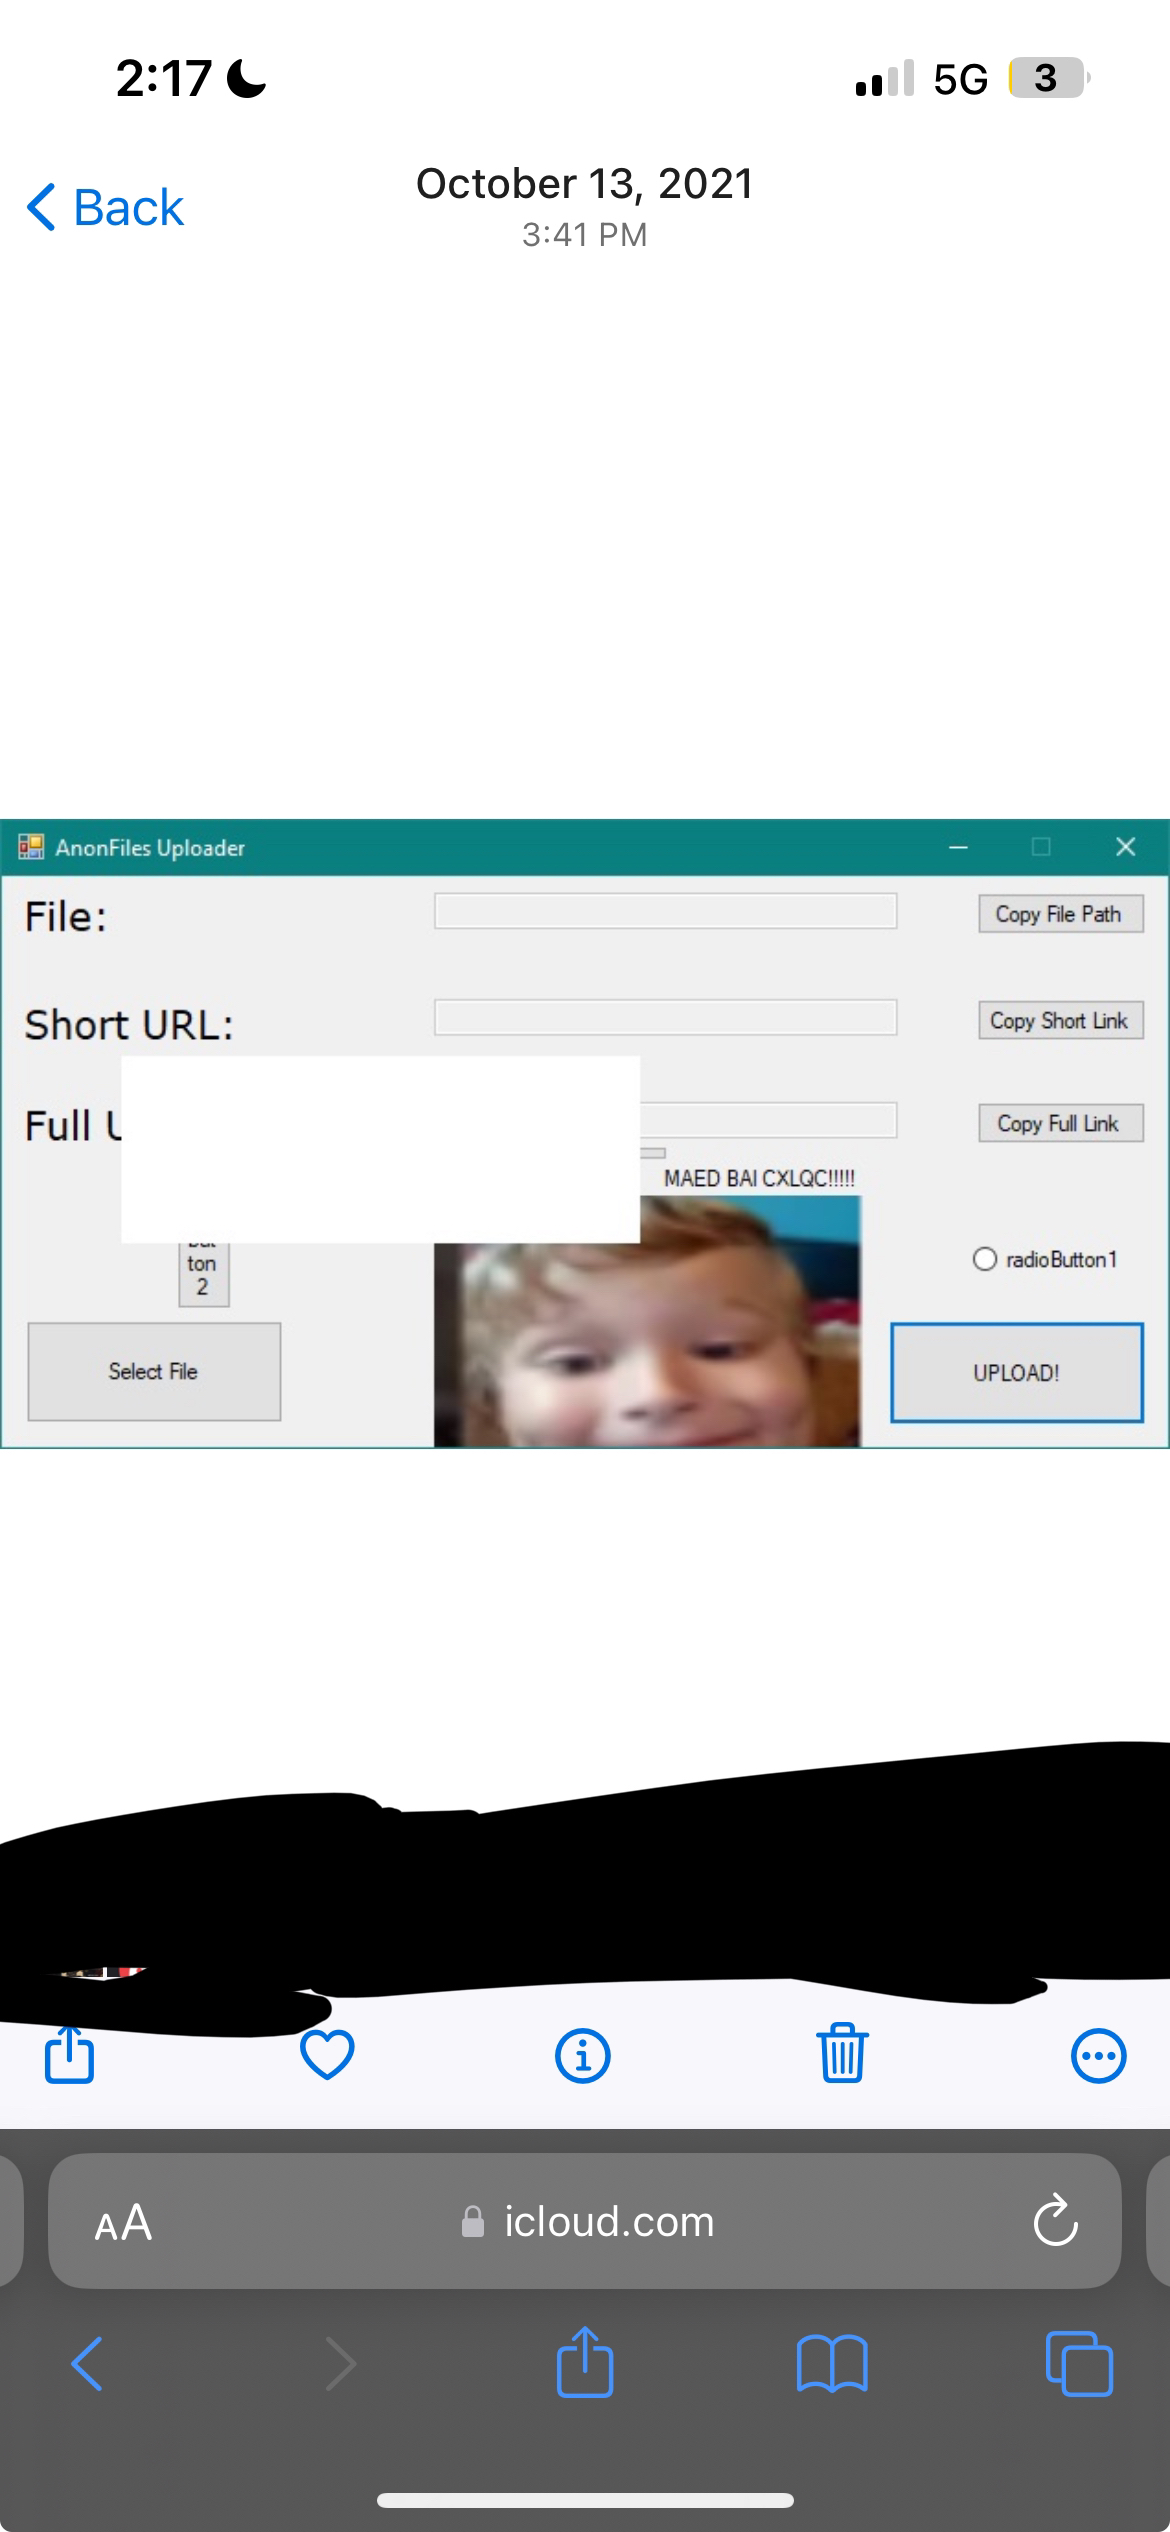 2:17 5G 3
Back
October 13, 2021
3:41 PM
AnonFiles Uploader
File:
Copy File Path
Short URL:
Copy Short Link
Full
Copy Full Link
MAED BAI CXLQC!!!!!
ton
2
radioButton1
Select File
UPLOAD!
AA icloud.com